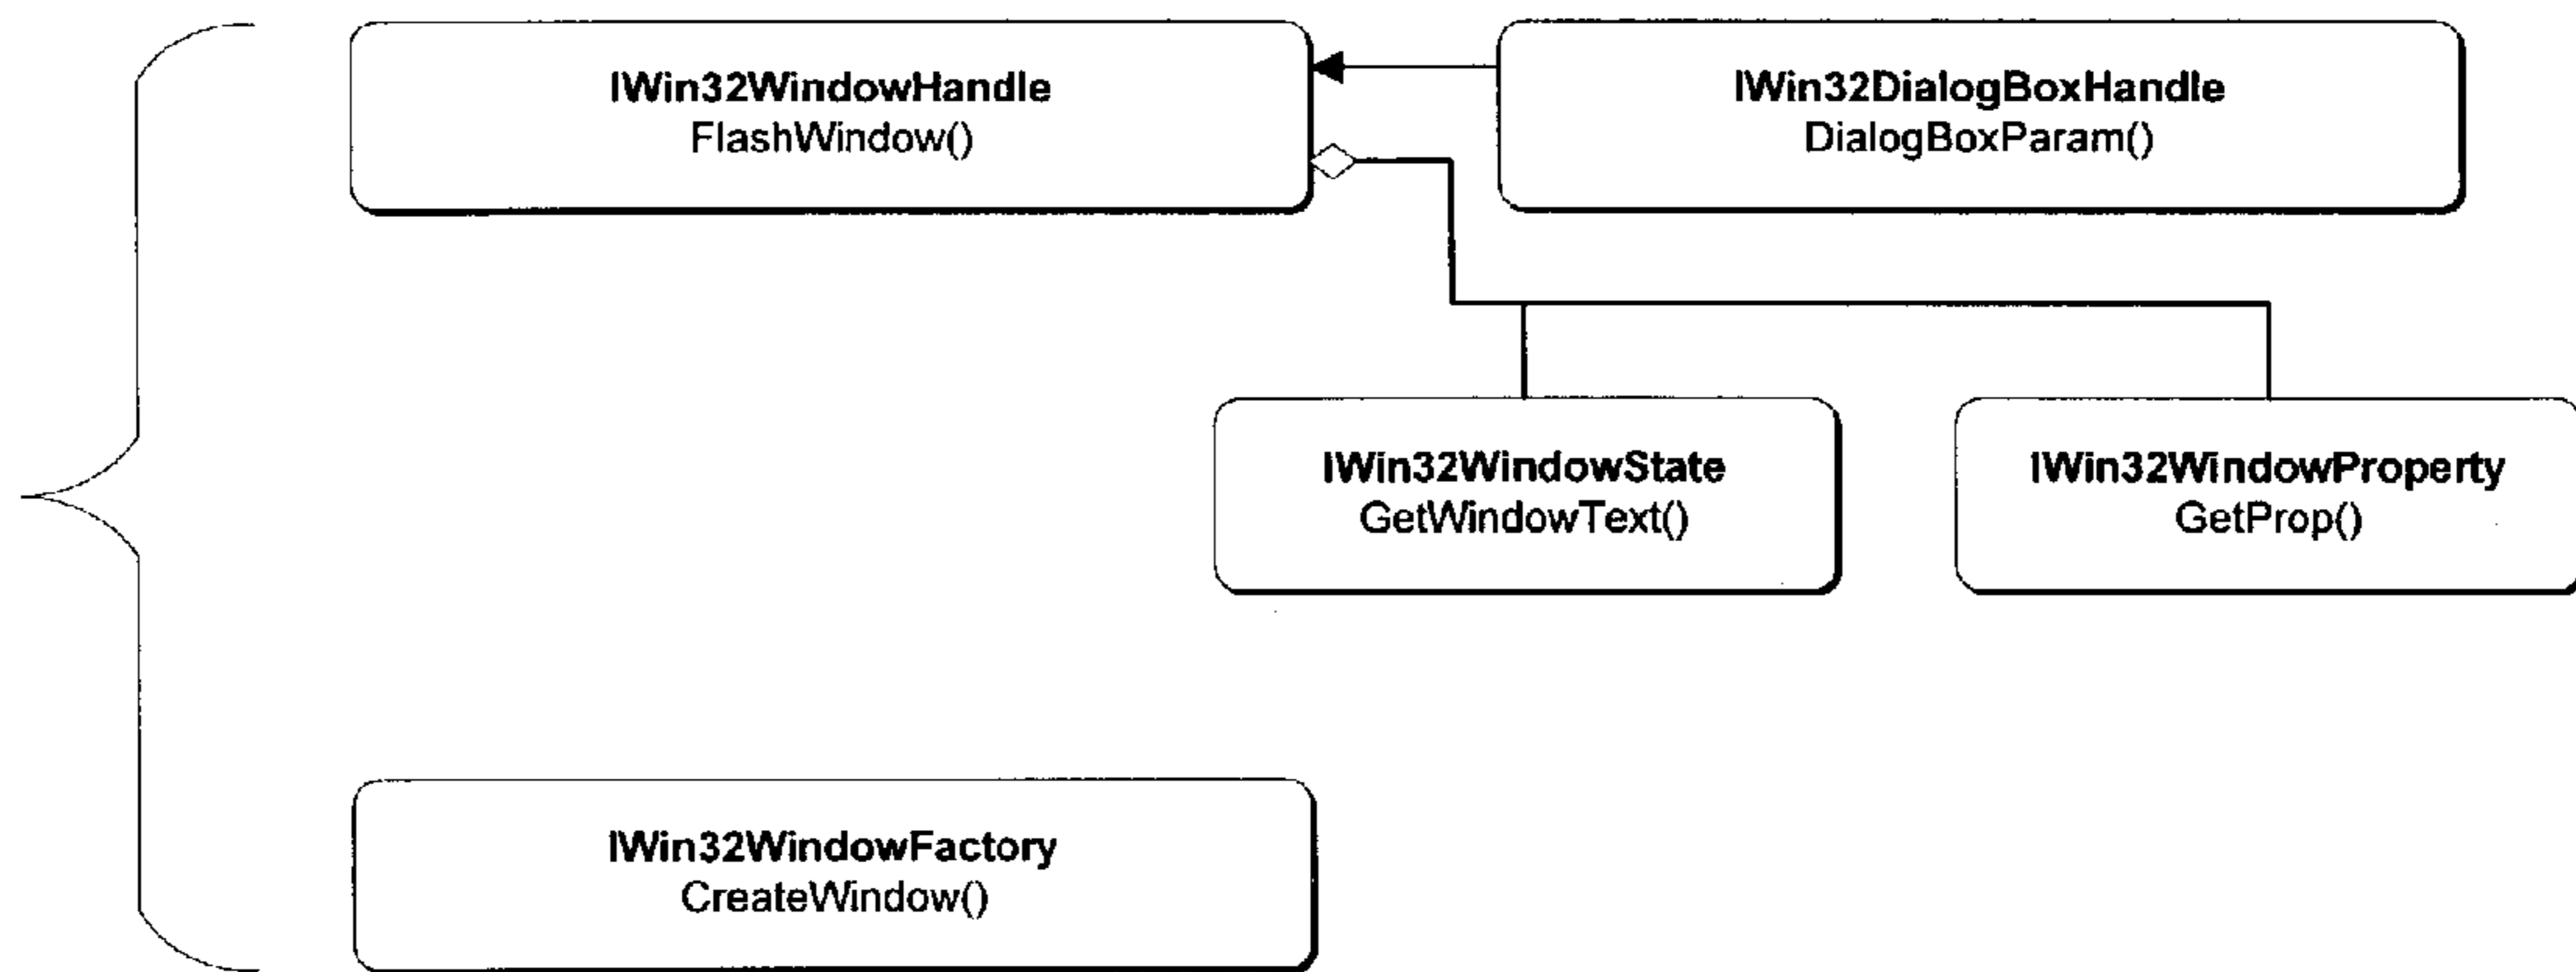 IWin32WindowHandle
FlashWindow()
IWin32DialogBoxHandle
DialogBoxParam()
IWin32WindowState
GetWindowText()
IWin32WindowProperty
GetProp()
IWin32WindowFactory
CreateWindow()